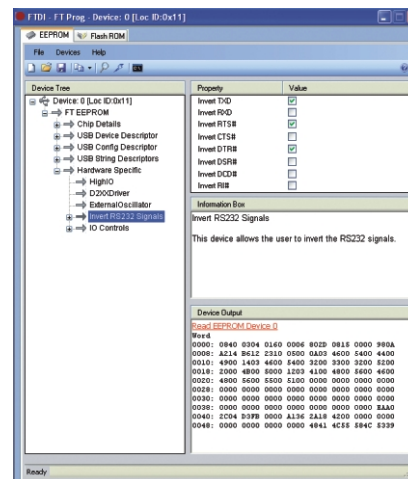 FTDI - FT Prog - Device: 0 [Loc ID:0x11]
EEPROM Flash ROM
File Devices Help
Device Tree
Device: 0 [Loc ID:0x11]
FT EEPROM
Chip Details
USB Device Descriptor
USB Config Descriptor
USB String Descriptors
Hardware Specific
HighIO
D2XXDriver
ExternalOscillator
Invert RS232 Signals
IO Controls
Property Value
Invert TXD
Invert RXD
Invert RTS#
Invert CTS#
Invert DTR#
Invert DSR#
Invert DCD#
Invert RI#
Information Box
Invert RS232 Signals
This device allows the user to invert the RS232 signals.
Device Output
Read EEPROM Device 0
Word
0000: 0840 0304 0160 0006 802D 0815 0000 980A
0008: A214 B612 2310 0500 0A03 4600 5400 4400
0010: 4900 1403 4600 5400 3200 3300 3200 5200
0018: 2000 4B00 5000 1203 4100 4800 5600 4600
0020: 4800 5600 5500 5100 0000 0000 0000 0000
0028: 0000 0000 0000 0000 0000 0000 0000 0000
0030: 0000 0000 0000 0000 0000 0000 0000 0000
0038: 0000 0000 0000 0000 0000 0000 0000 EAA0
0040: 2C04 D3FB 0000 A136 2A18 4200 0000 0000
0048: 0000 0000 0000 0000 4841 4C55 584C 5339
Ready